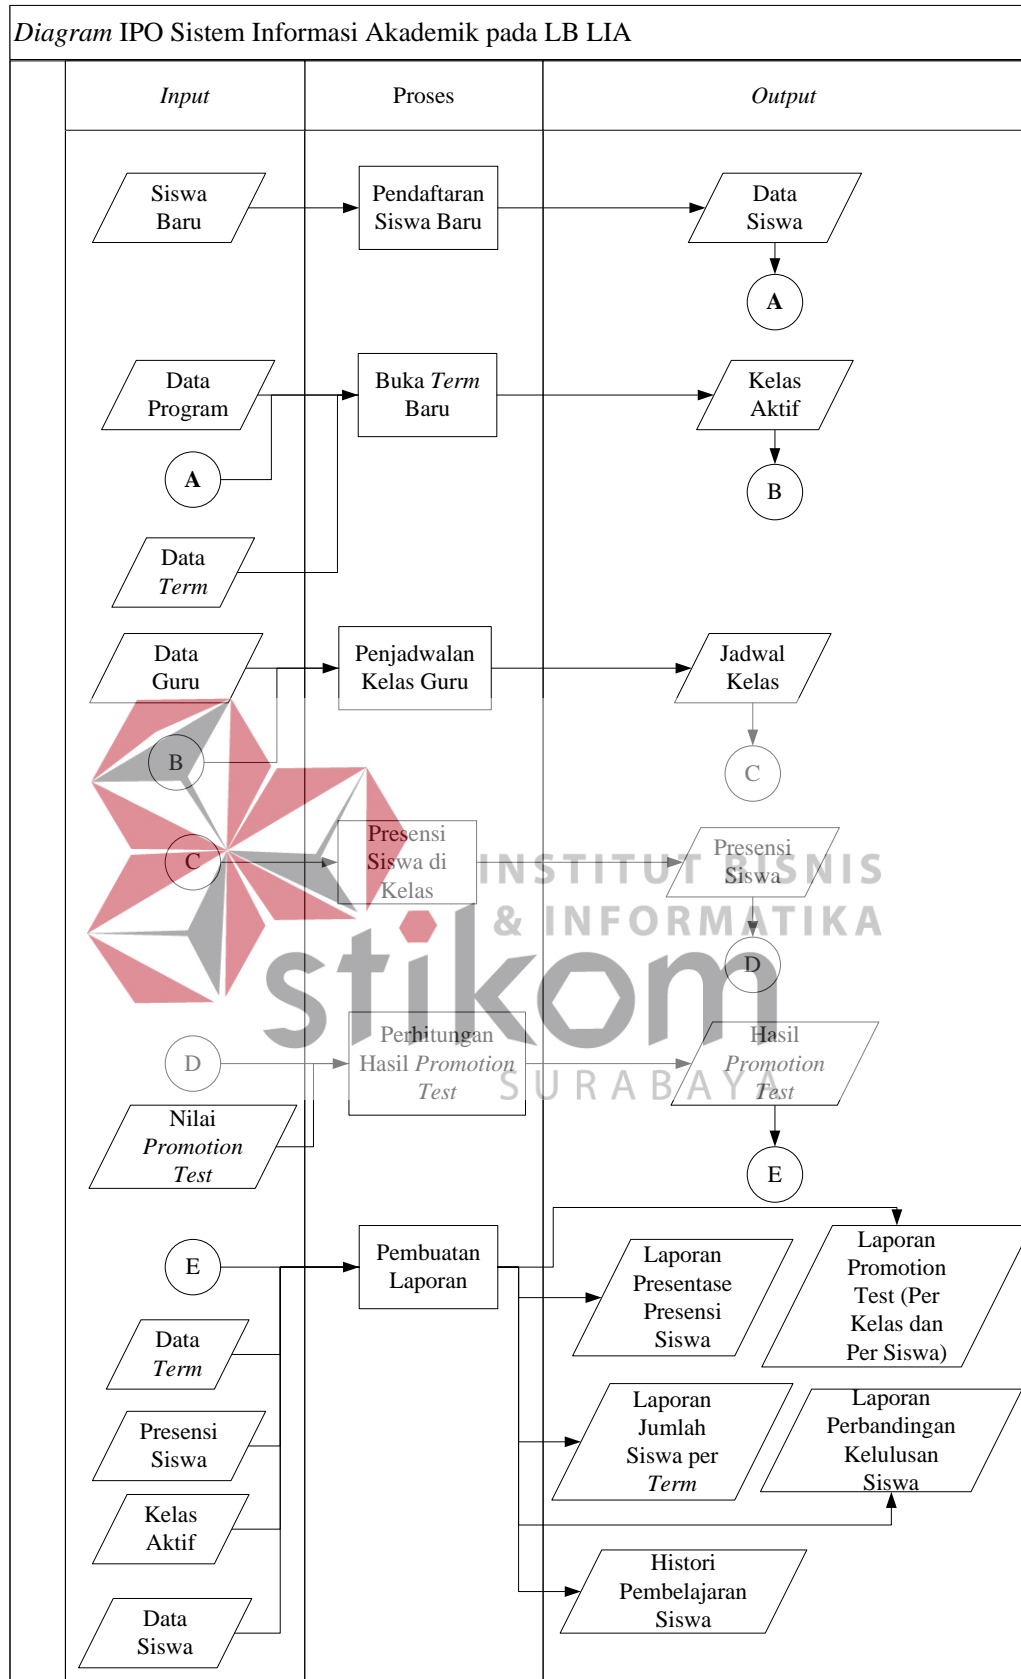 Diagram IPO Sistem Informasi Akademik pada LB LIA
Input
Proses
Output
Siswa
Baru
Pendaftaran
Siswa Baru
Data
Siswa
A
Data
Program
Buka Term
Baru
Kelas
Aktif
A
B
Data
Term
Data
Guru
Penjadwalan
Kelas Guru
Jadwal
Kelas
B
C
C
Presensi
Siswa di
Kelas
Presensi
Siswa
INSTITUT BISNIS
& INFORMATIKA
stikom
SURABAYA
D
D
Perhitungan
Hasil Promotion
Test
Hasil
Promotion
Test
Nilai
Promotion
Test
E
E
Pembuatan
Laporan
Laporan
Presentase
Presensi
Siswa
Laporan
Promotion
Test (Per
Kelas dan
Per Siswa)
Data
Term
Presensi
Siswa
Laporan
Jumlah
Siswa per
Term
Laporan
Perbandingan
Kelulusan
Siswa
Kelas
Aktif
Histori
Pembelajaran
Siswa
Data
Siswa